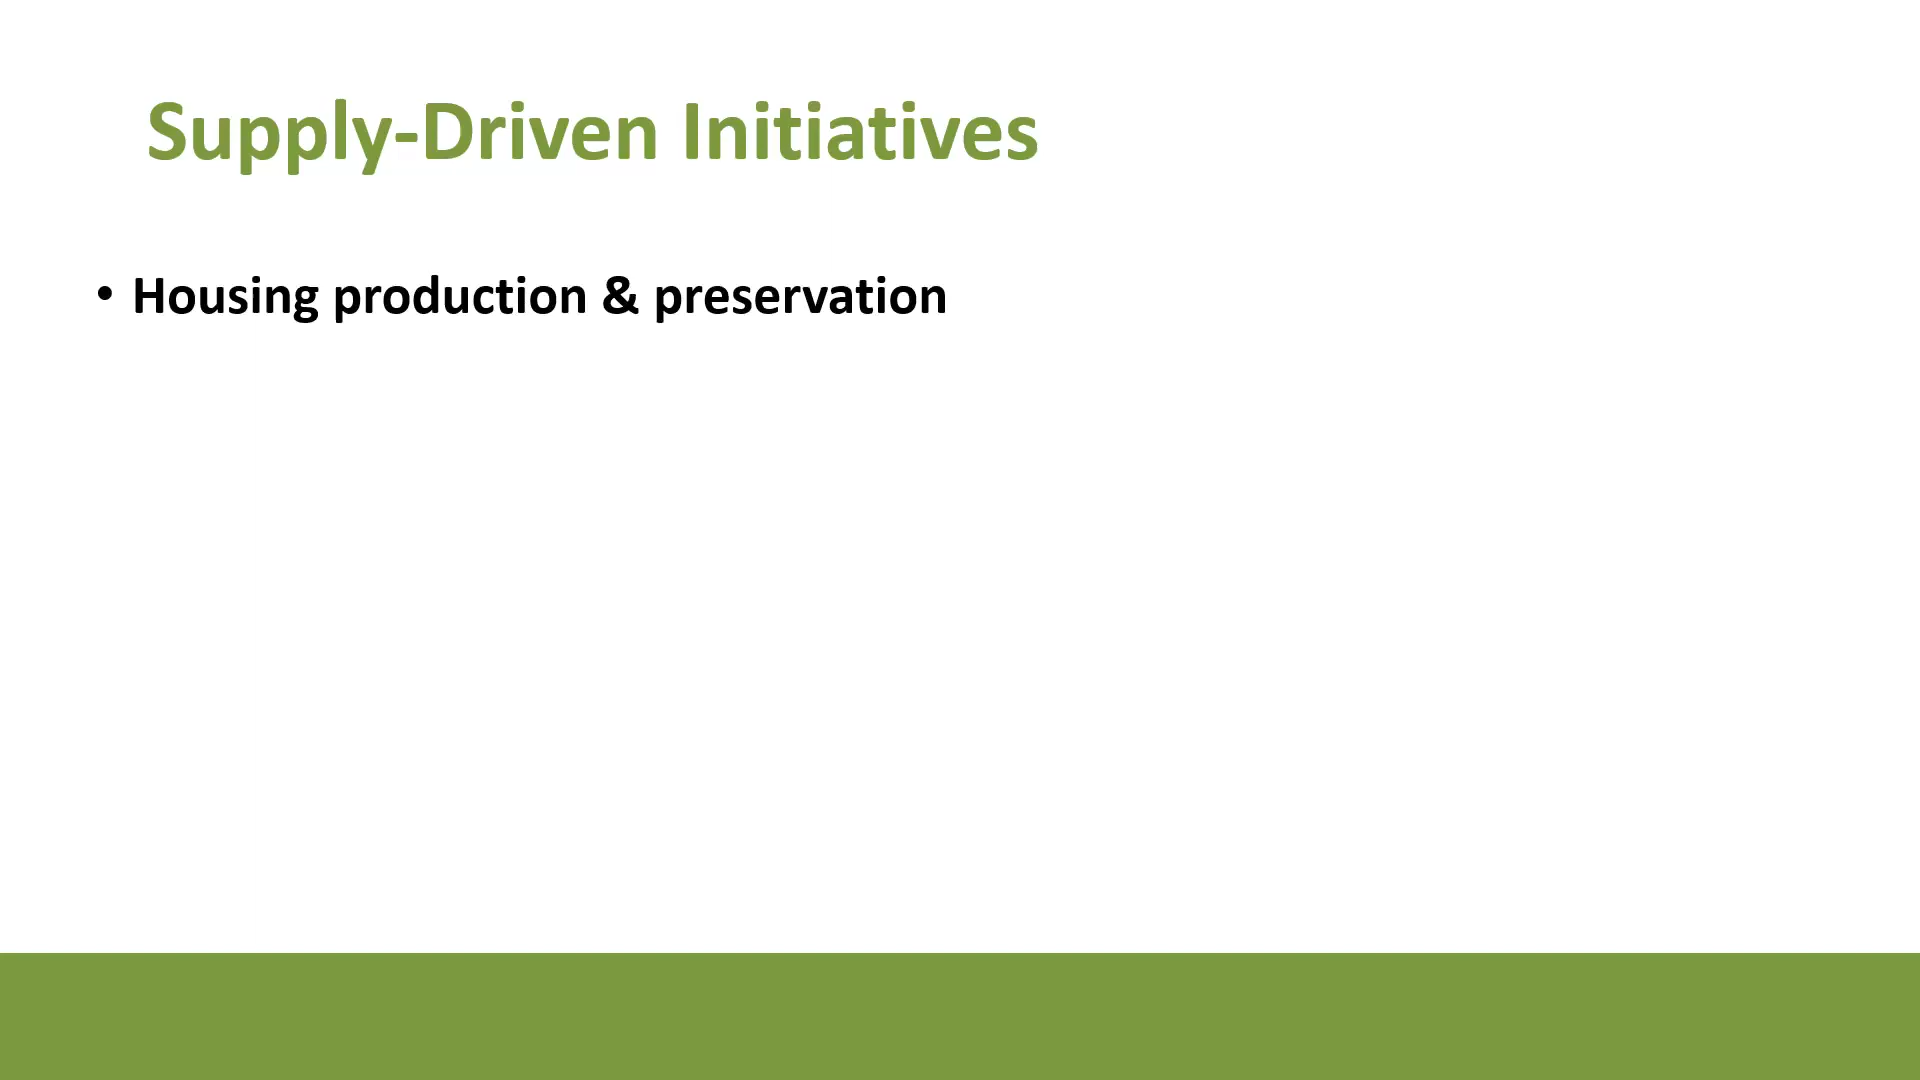 Supply-Driven Initiatives
• Housing production & preservation